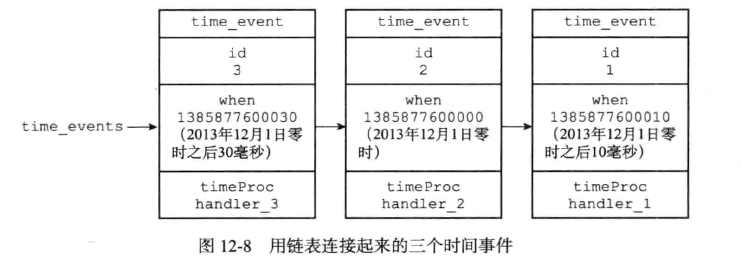 time_event
id
3
when
1385877600030
(2013年12月1日零
时之后30毫秒)
timeProc
handler_3
time_event
id
2
when
1385877600000
(2013年12月1日零
时)
timeProc
handler_2
time_event
id
1
when
1385877600010
(2013年12月1日零
时之后10毫秒)
timeProc
handler_1
time_events
图 12-8 用链表连接起来的三个时间事件